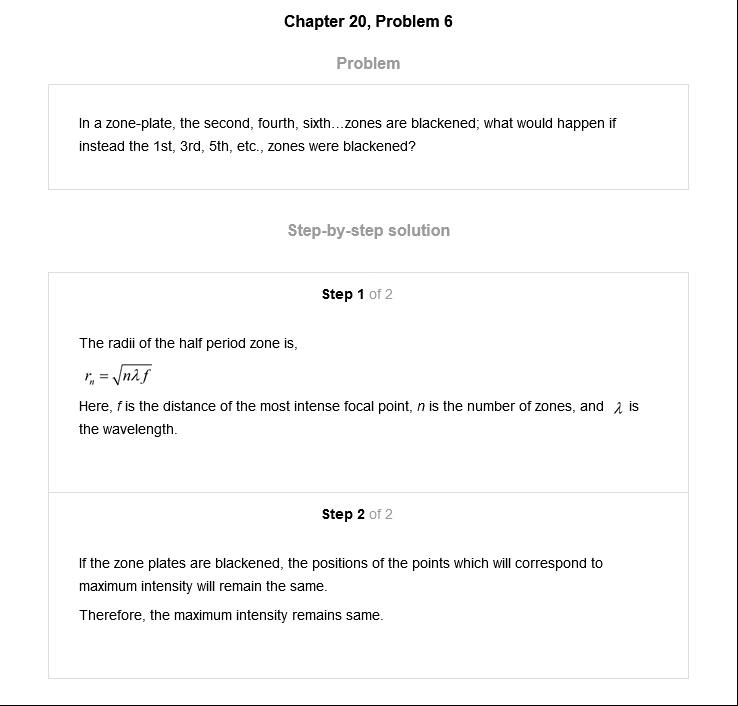 Chapter 20, Problem 6
Problem
In a zone-plate, the second, fourth, sixth…zones are blackened; what would happen if
instead the 1st, 3rd, 5th, etc., zones were blackened?
Step-by-step solution
Step 1 of 2
The radii of the half period zone is,
rₙ = √nλf
Here, f is the distance of the most intense focal point, n is the number of zones, and λ is
the wavelength.
Step 2 of 2
If the zone plates are blackened, the positions of the points which will correspond to
maximum intensity will remain the same.
Therefore, the maximum intensity remains same.